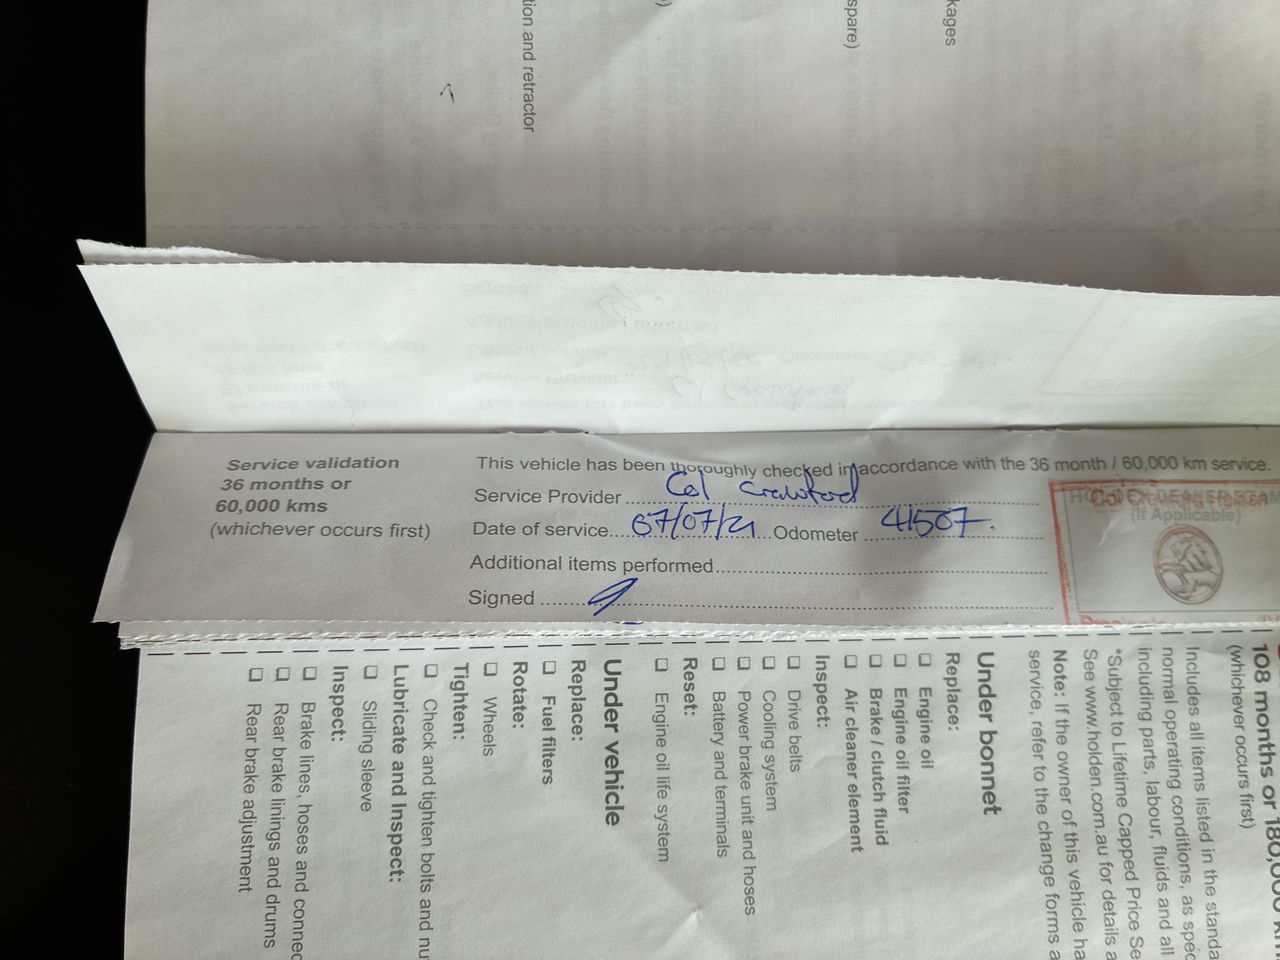 kages
spare)
tion and retractor
Service validation
36 months or
60,000 kms
(whichever occurs first)
This vehicle has been thoroughly checked in accordance with the 36 month / 60,000 km service.
Service Provider Col Crawford
Date of service 07/07/21 Odometer 41507.
Additional items performed
Signed
(If Applicable)
108 months or 180,000 km
(whichever occurs first)
Includes all items listed in the standa
normal operating conditions, as spec
including parts, labour, fluids and all
*Subject to Lifetime Capped Price Se
See www.holden.com.au for details a
Note: If the owner of this vehicle ha
service, refer to the change forms a
Under bonnet
Replace:
Engine oil
Engine oil filter
Brake / clutch fluid
Air cleaner element
Inspect:
Drive belts
Cooling system
Power brake unit and hoses
Battery and terminals
Reset:
Engine oil life system
Under vehicle
Replace:
Fuel filters
Rotate:
Wheels
Tighten:
Check and tighten bolts and nu
Lubricate and Inspect:
Sliding sleeve
Inspect:
Brake lines, hoses and connec
Rear brake linings and drums
Rear brake adjustment